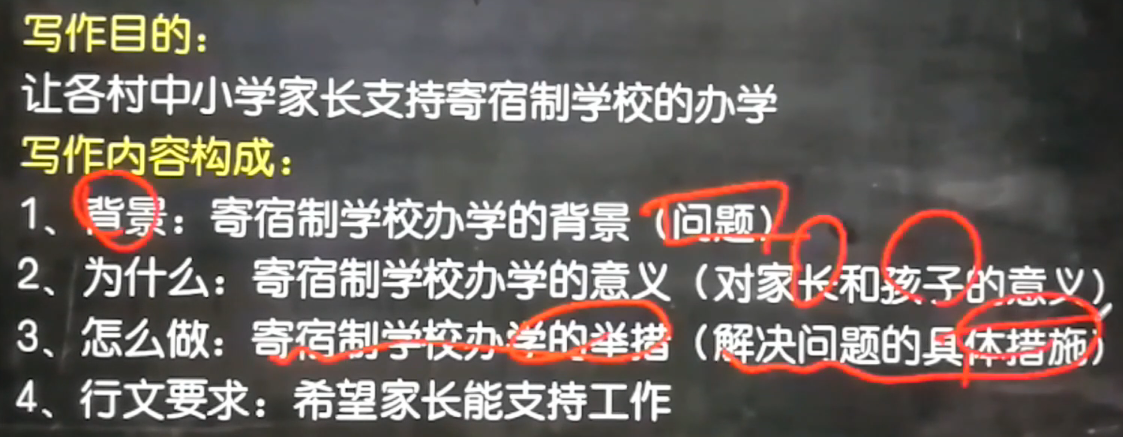 写作目的：
让各村中小学家长支持寄宿制学校的办学
写作内容构成：
1、背景：寄宿制学校办学的背景（问题）
2、为什么：寄宿制学校办学的意义（对家长和孩子的意义）
3、怎么做：寄宿制学校办学的举措（解决问题的具体措施）
4、行文要求：希望家长能支持工作